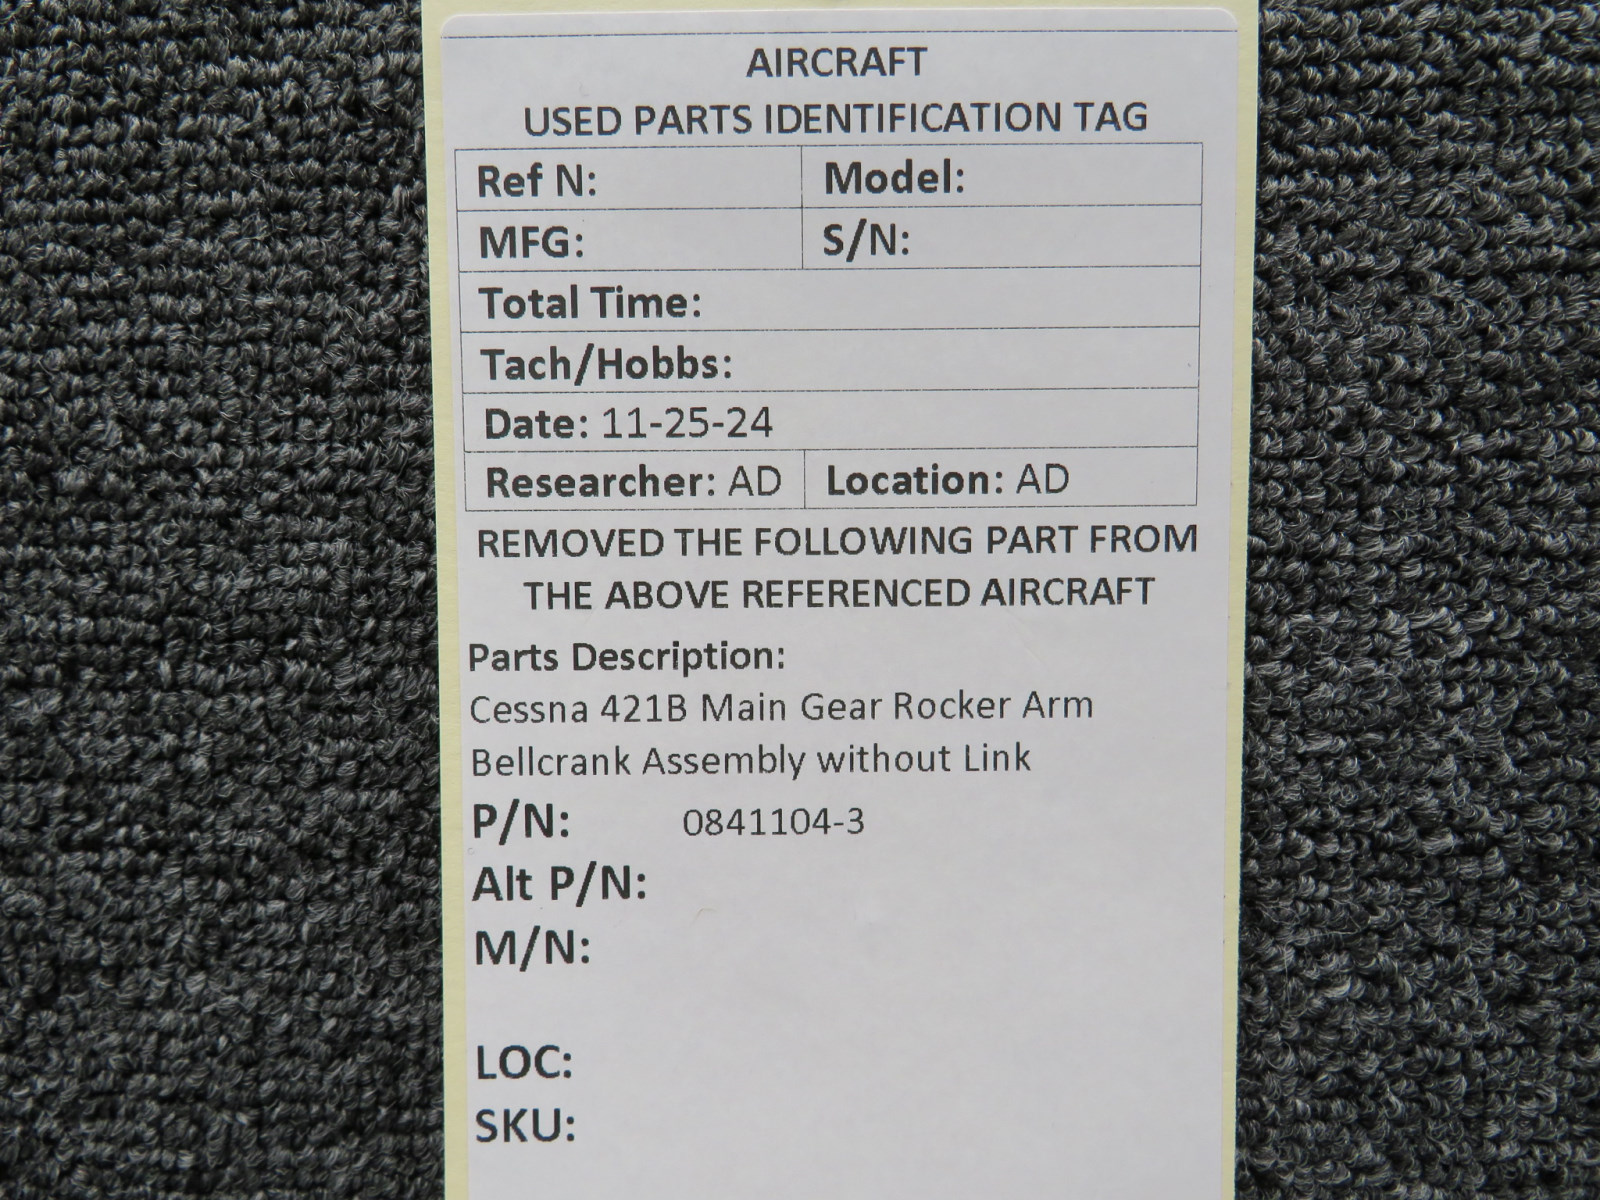 AIRCRAFT
USED PARTS IDENTIFICATION TAG
Ref N: Model:
MFG: S/N:
Total Time:
Tach/Hobbs:
Date: 11-25-24
Researcher: AD Location: AD
REMOVED THE FOLLOWING PART FROM
THE ABOVE REFERENCED AIRCRAFT
Parts Description:
Cessna 421B Main Gear Rocker Arm
Bellcrank Assembly without Link
P/N: 0841104-3
Alt P/N:
M/N:
LOC:
SKU: